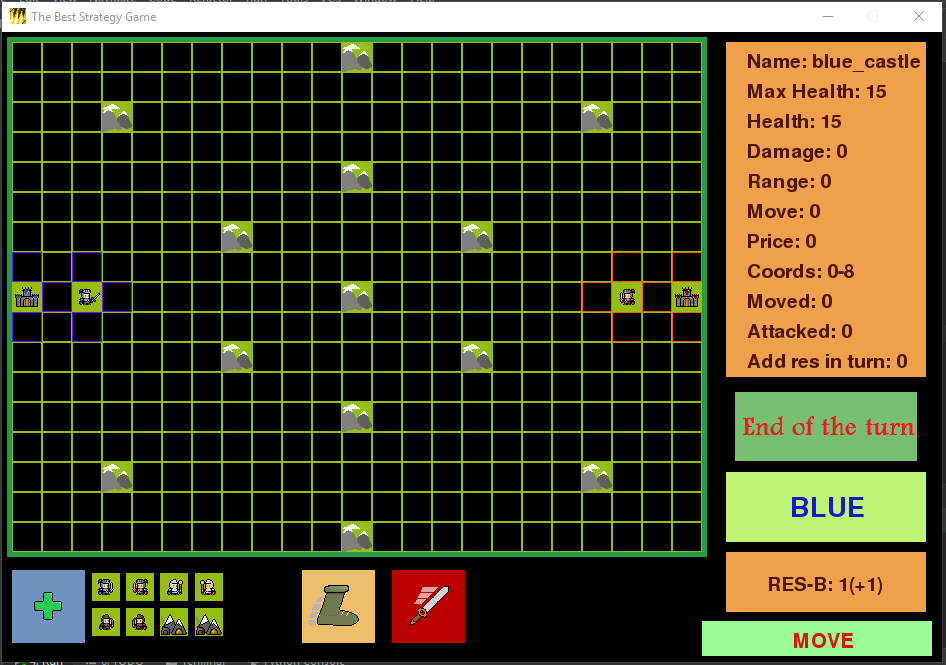 The Best Strategy Game
Name: blue_castle
Max Health: 15
Health: 15
Damage: 0
Range: 0
Move: 0
Price: 0
Coords: 0-8
Moved: 0
Attacked: 0
Add res in turn: 0
End of the turn
BLUE
RES-B: 1(+1)
MOVE